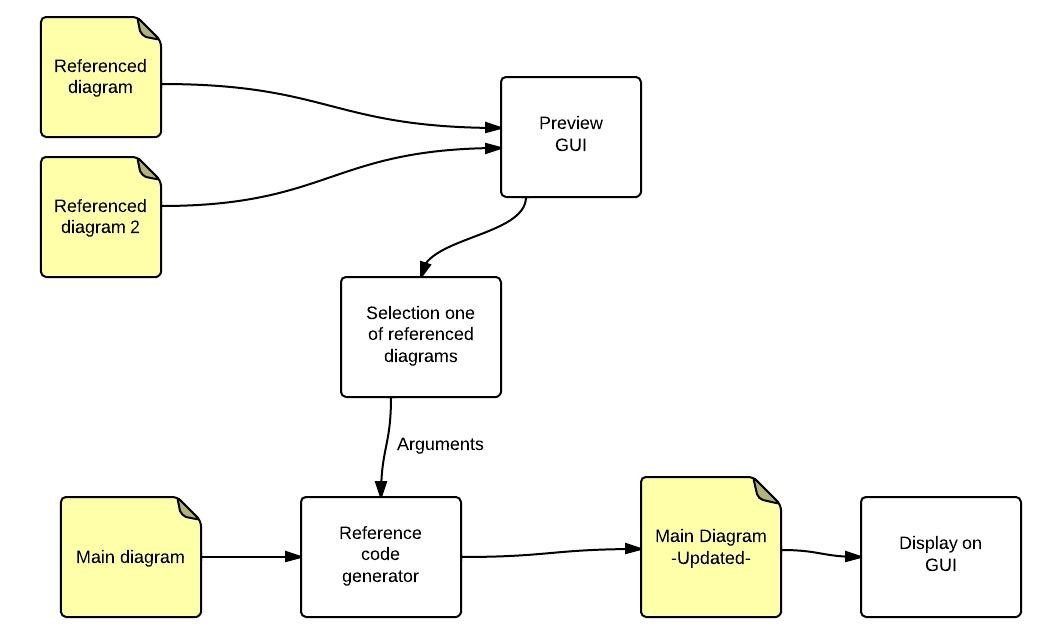 Referenced
diagram
Preview
GUI
Referenced
diagram 2
Selection one
of referenced
diagrams
Arguments
Main diagram
Reference
code
generator
Main Diagram
-Updated-
Display on
GUI